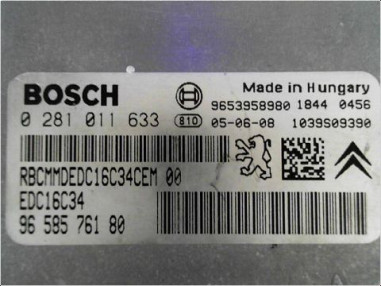 BOSCH
Made in Hungary
9653958980 1844 0456
0 281 011 633 810 05-06-08 1039S09390
RBCMMDEDC16C34CEM 00
EDC16C34
96 585 761 80